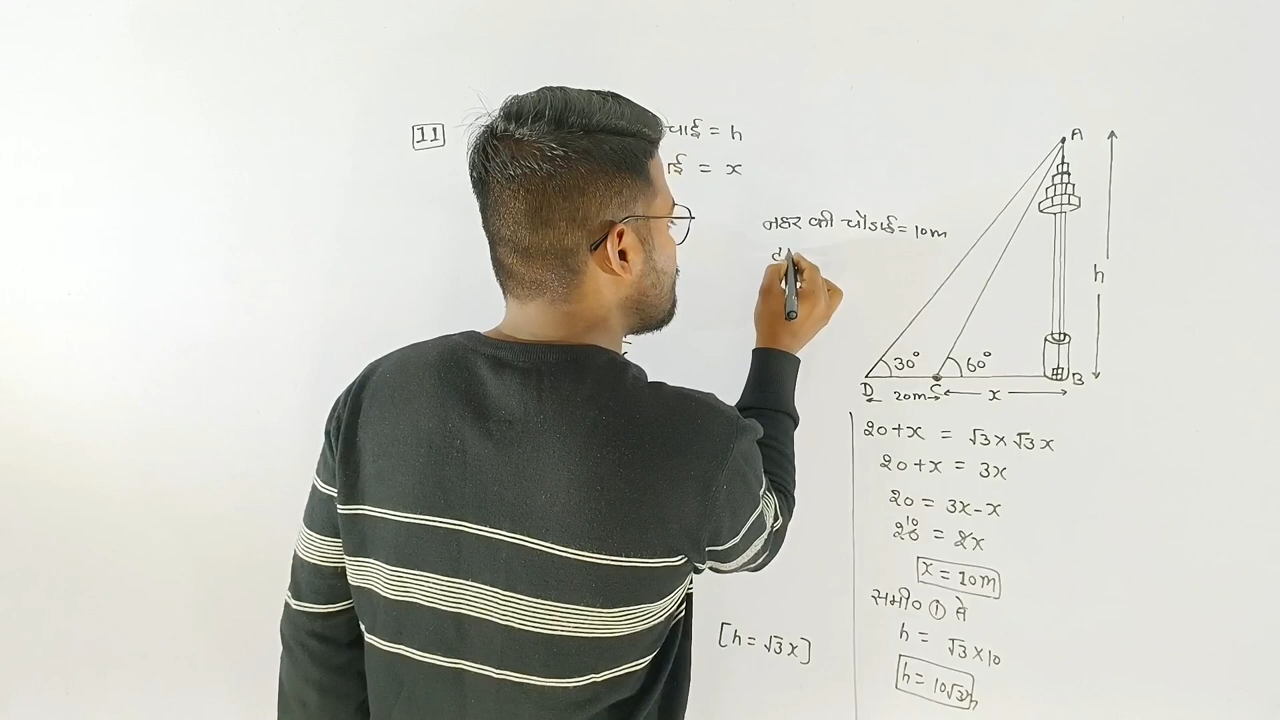 11
चाई = h
ई = x
नहर की चौडाई = 10m
A
h
30°
60°
D
C
B
20m
x
20+x = √3×√3x
20+x = 3x
20 = 3x-x
10
20 = 2x
x = 10m
समी० ① से
h = √3×10
h = 10√3m
[h = √3x]